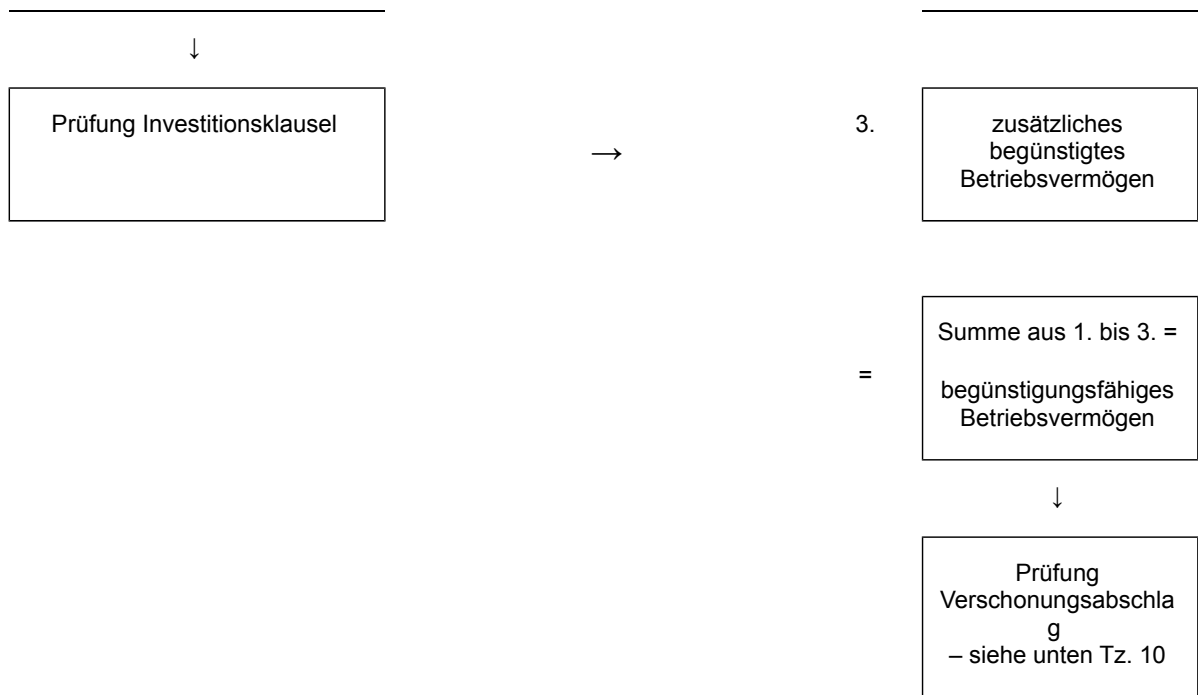 ↓
Prüfung Investitionsklausel
→
3.
zusätzliches
begünstigtes
Betriebsvermögen
=
Summe aus 1. bis 3. =
begünstigungsfähiges
Betriebsvermögen
↓
Prüfung
Verschonungsabschla
g
– siehe unten Tz. 10